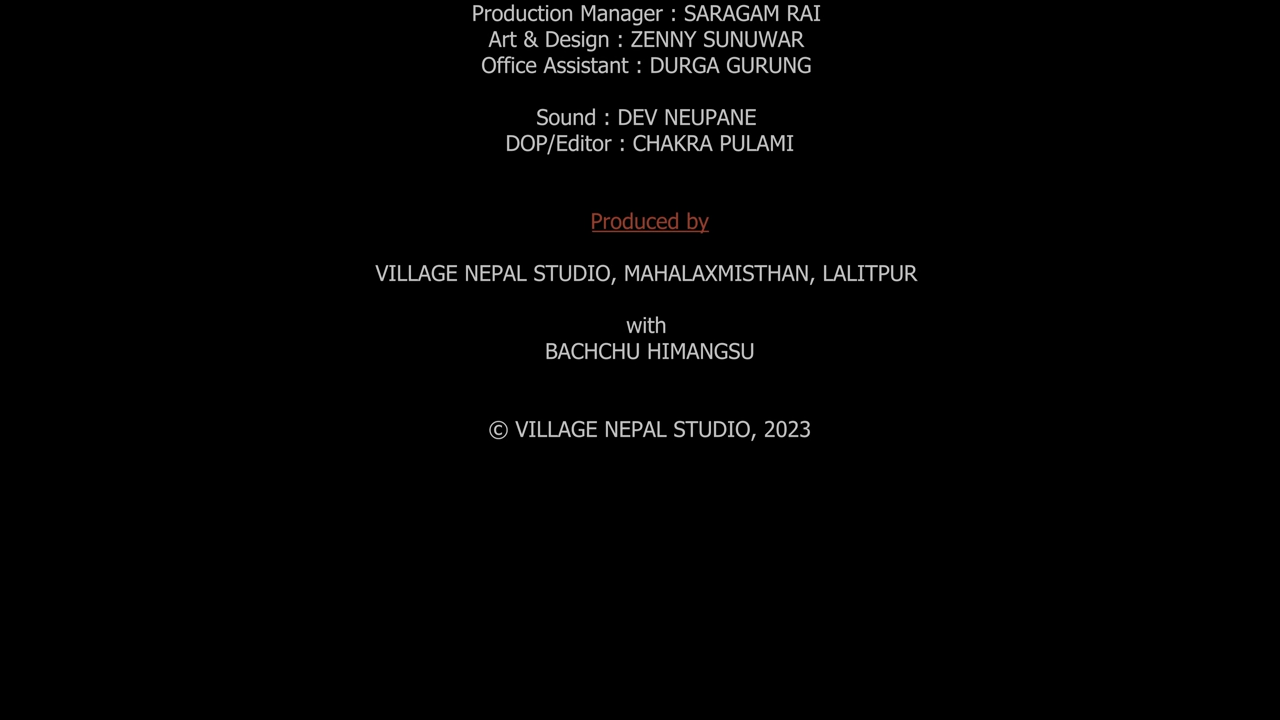 Production Manager : SARAGAM RAI
Art & Design : ZENNY SUNUWAR
Office Assistant : DURGA GURUNG
Sound : DEV NEUPANE
DOP/Editor : CHAKRA PULAMI
Produced by
VILLAGE NEPAL STUDIO, MAHALAXMISTHAN, LALITPUR
with
BACHCHU HIMANGSU
© VILLAGE NEPAL STUDIO, 2023